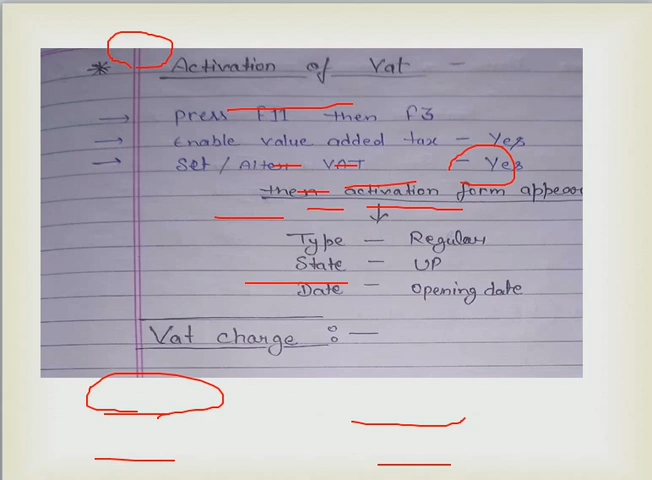 * Activation of Vat -
→ Press F11 then F3
→ Enable value added tax - Yes
→ Set / Alter VAT - Yes
then activation form appear
↓
Type - Regular
State - UP
Date - Opening date
Vat charge : -